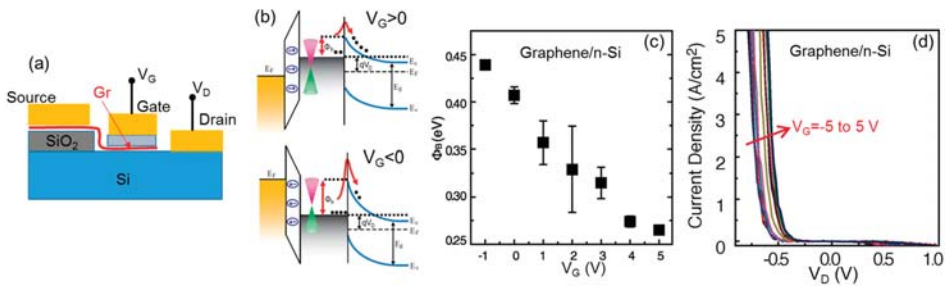 (a)
V_G
V_D
Source
Gr
Gate
Drain
SiO₂
Si
(b)
V_G>0
E_F
Φ_b
qV_D
E_c
E_F
E_g
E_v
V_G<0
E_F
Φ_b
qV_D
E_c
E_F
E_g
E_v
Graphene/n-Si
(c)
Φ_B(eV)
0.45
0.40
0.35
0.30
0.25
-1 0 1 2 3 4 5
V_G (V)
Graphene/n-Si
(d)
Current Density (A/cm²)
5
4
3
2
1
0
V_G=-5 to 5 V
-0.5 0.0 0.5 1.0
V_D (V)